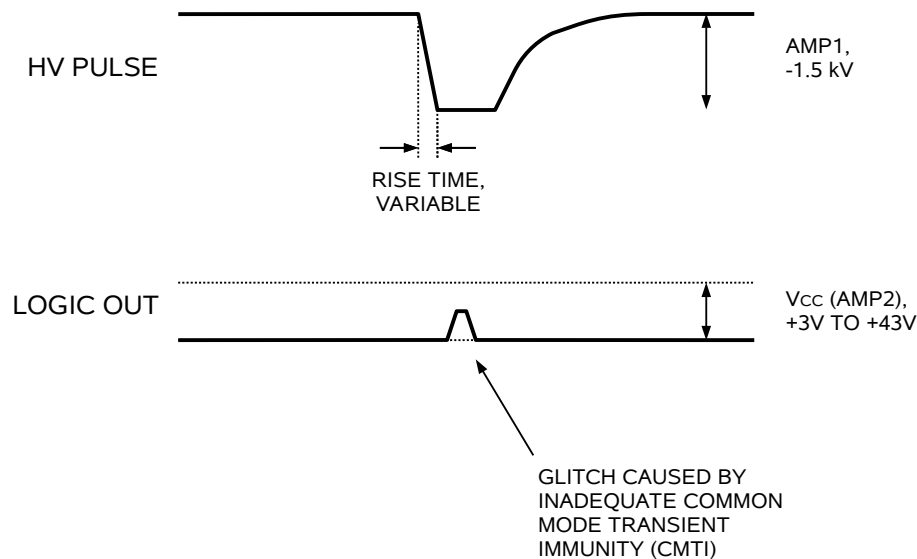 HV PULSE
AMP1,
-1.5 kV
RISE TIME,
VARIABLE
LOGIC OUT
VCC (AMP2),
+3V TO +43V
GLITCH CAUSED BY
INADEQUATE COMMON
MODE TRANSIENT
IMMUNITY (CMTI)